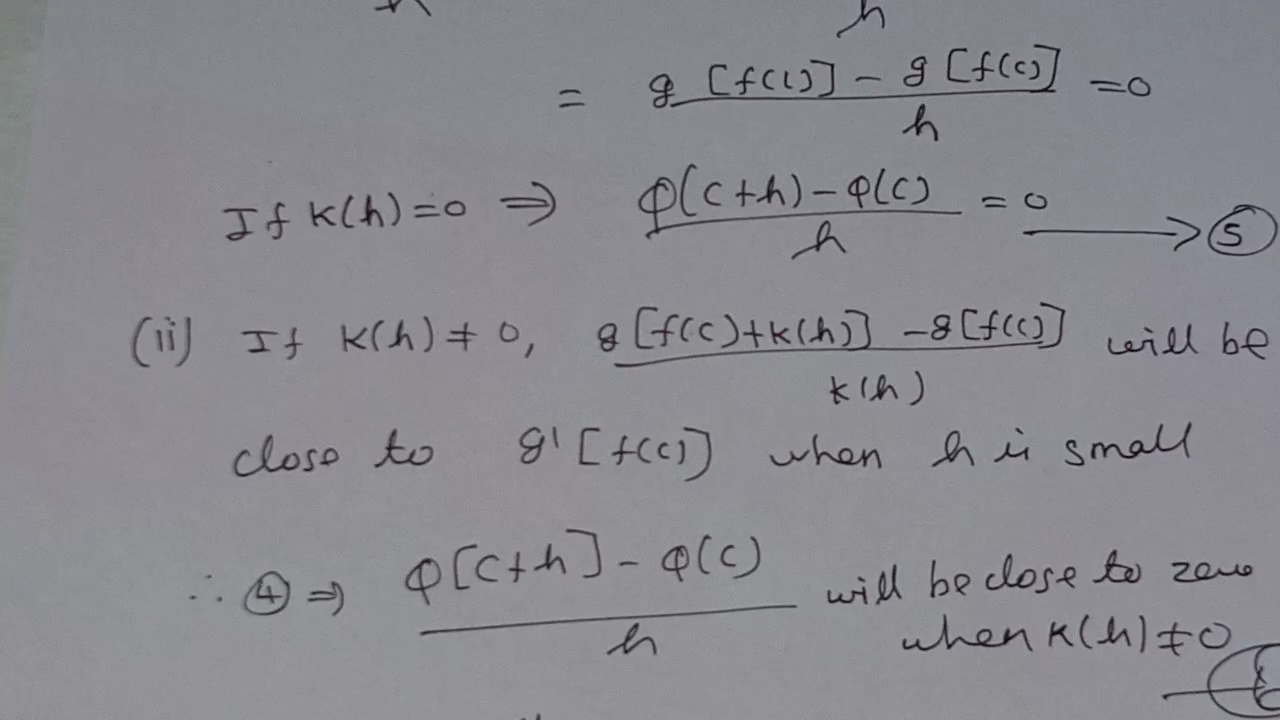 h
= g[f(c)] - g[f(c)] / h = 0
If k(h)=0 ⇒ φ(c+h) - φ(c) / h = 0 → ⑤
(ii) If k(h) ≠ 0, g[f(c)+k(h)] - g[f(c)] / k(h) will be
close to g'[f(c)] when h is small
∴ ④ ⇒ φ[c+h] - φ(c) / h will be close to zero
when k(h) ≠ 0